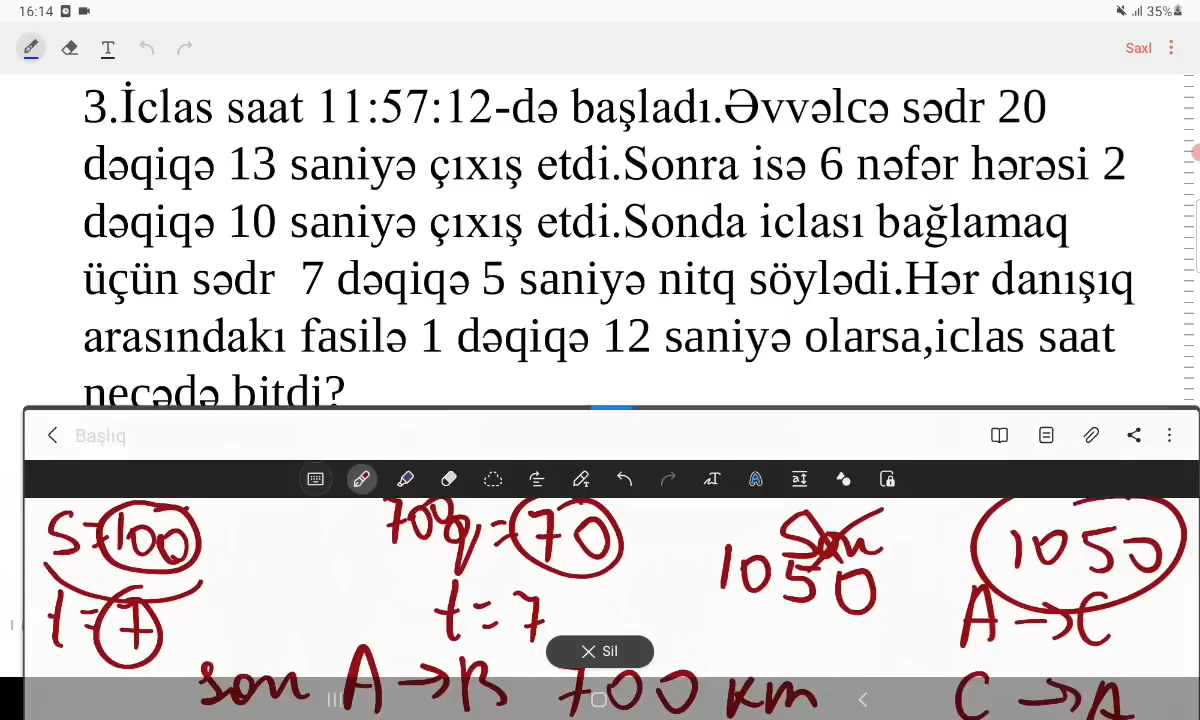 16:14
35%
T
Saxl
3.İclas saat 11:57:12-də başladı.Əvvəlcə sədr 20
dəqiqə 13 saniyə çıxış etdi.Sonra isə 6 nəfər hərəsi 2
dəqiqə 10 saniyə çıxış etdi.Sonda iclası bağlamaq
üçün sədr 7 dəqiqə 5 saniyə nitq söylədi.Hər danışıq
arasındakı fasilə 1 dəqiqə 12 saniyə olarsa,iclas saat
neçədə bitdi?
Başlıq
S=100 70 Son 1050
1050
t=7 t=7 A→C
Sil
son A→B 700 km C→A